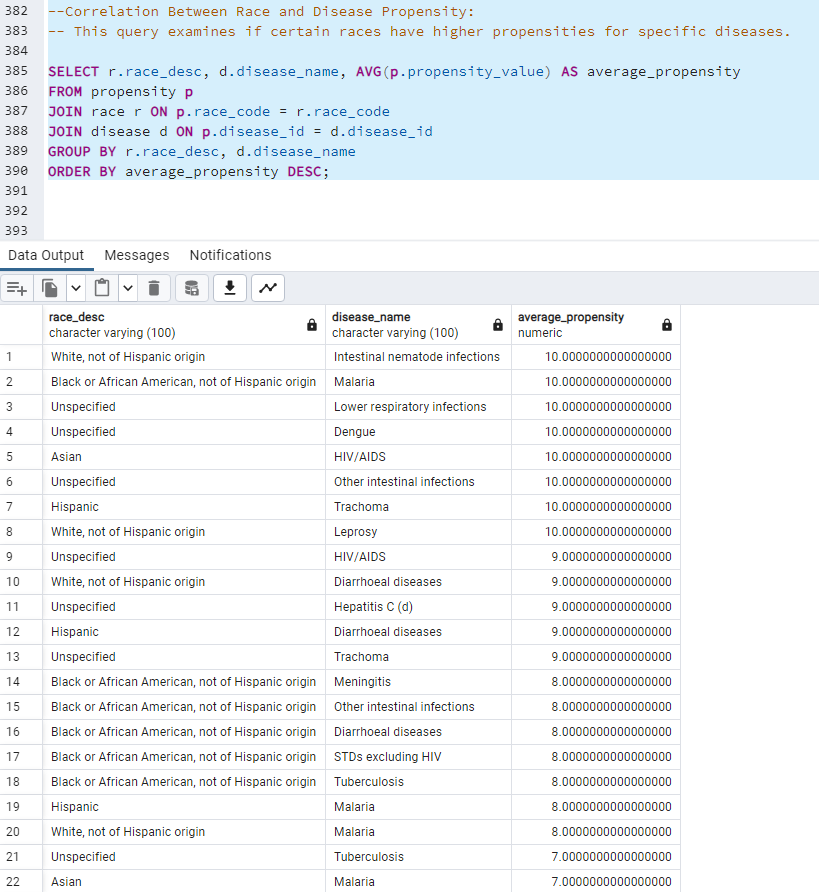 382 --Correlation Between Race and Disease Propensity:
383 -- This query examines if certain races have higher propensities for specific diseases.
384
385 SELECT r.race_desc, d.disease_name, AVG(p.propensity_value) AS average_propensity
386 FROM propensity p
387 JOIN race r ON p.race_code = r.race_code
388 JOIN disease d ON p.disease_id = d.disease_id
389 GROUP BY r.race_desc, d.disease_name
390 ORDER BY average_propensity DESC;
391
392
393
Data Output Messages Notifications
race_desc disease_name average_propensity
character varying (100) character varying (100) numeric
1 White, not of Hispanic origin Intestinal nematode infections 10.0000000000000000
2 Black or African American, not of Hispanic origin Malaria 10.0000000000000000
3 Unspecified Lower respiratory infections 10.0000000000000000
4 Unspecified Dengue 10.0000000000000000
5 Asian HIV/AIDS 10.0000000000000000
6 Unspecified Other intestinal infections 10.0000000000000000
7 Hispanic Trachoma 10.0000000000000000
8 White, not of Hispanic origin Leprosy 10.0000000000000000
9 Unspecified HIV/AIDS 9.0000000000000000
10 White, not of Hispanic origin Diarrhoeal diseases 9.0000000000000000
11 Unspecified Hepatitis C (d) 9.0000000000000000
12 Hispanic Diarrhoeal diseases 9.0000000000000000
13 Unspecified Trachoma 9.0000000000000000
14 Black or African American, not of Hispanic origin Meningitis 8.0000000000000000
15 Black or African American, not of Hispanic origin Other intestinal infections 8.0000000000000000
16 Black or African American, not of Hispanic origin Diarrhoeal diseases 8.0000000000000000
17 Black or African American, not of Hispanic origin STDs excluding HIV 8.0000000000000000
18 Black or African American, not of Hispanic origin Tuberculosis 8.0000000000000000
19 Hispanic Malaria 8.0000000000000000
20 White, not of Hispanic origin Malaria 8.0000000000000000
21 Unspecified Tuberculosis 7.0000000000000000
22 Asian Malaria 7.0000000000000000